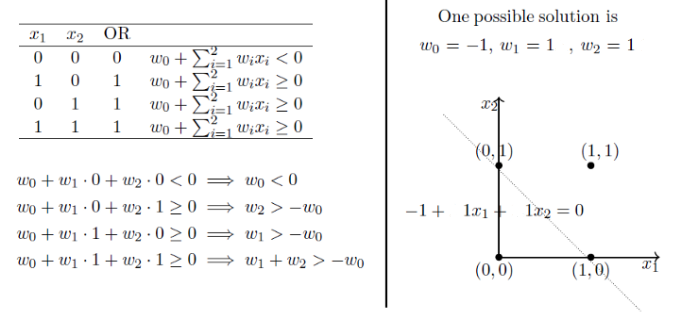 x₁ x₂ OR
0 0 0 w₀ + ∑²ᵢ₌₁ wᵢxᵢ < 0
1 0 1 w₀ + ∑²ᵢ₌₁ wᵢxᵢ ≥ 0
0 1 1 w₀ + ∑²ᵢ₌₁ wᵢxᵢ ≥ 0
1 1 1 w₀ + ∑²ᵢ₌₁ wᵢxᵢ ≥ 0
w₀ + w₁ · 0 + w₂ · 0 < 0 ⟹ w₀ < 0
w₀ + w₁ · 0 + w₂ · 1 ≥ 0 ⟹ w₂ > −w₀
w₀ + w₁ · 1 + w₂ · 0 ≥ 0 ⟹ w₁ > −w₀
w₀ + w₁ · 1 + w₂ · 1 ≥ 0 ⟹ w₁ + w₂ > −w₀
One possible solution is
w₀ = −1, w₁ = 1 , w₂ = 1
x₂
(0, 1) (1, 1)
−1 + 1x₁ + 1x₂ = 0
(0, 0) (1, 0) x₁